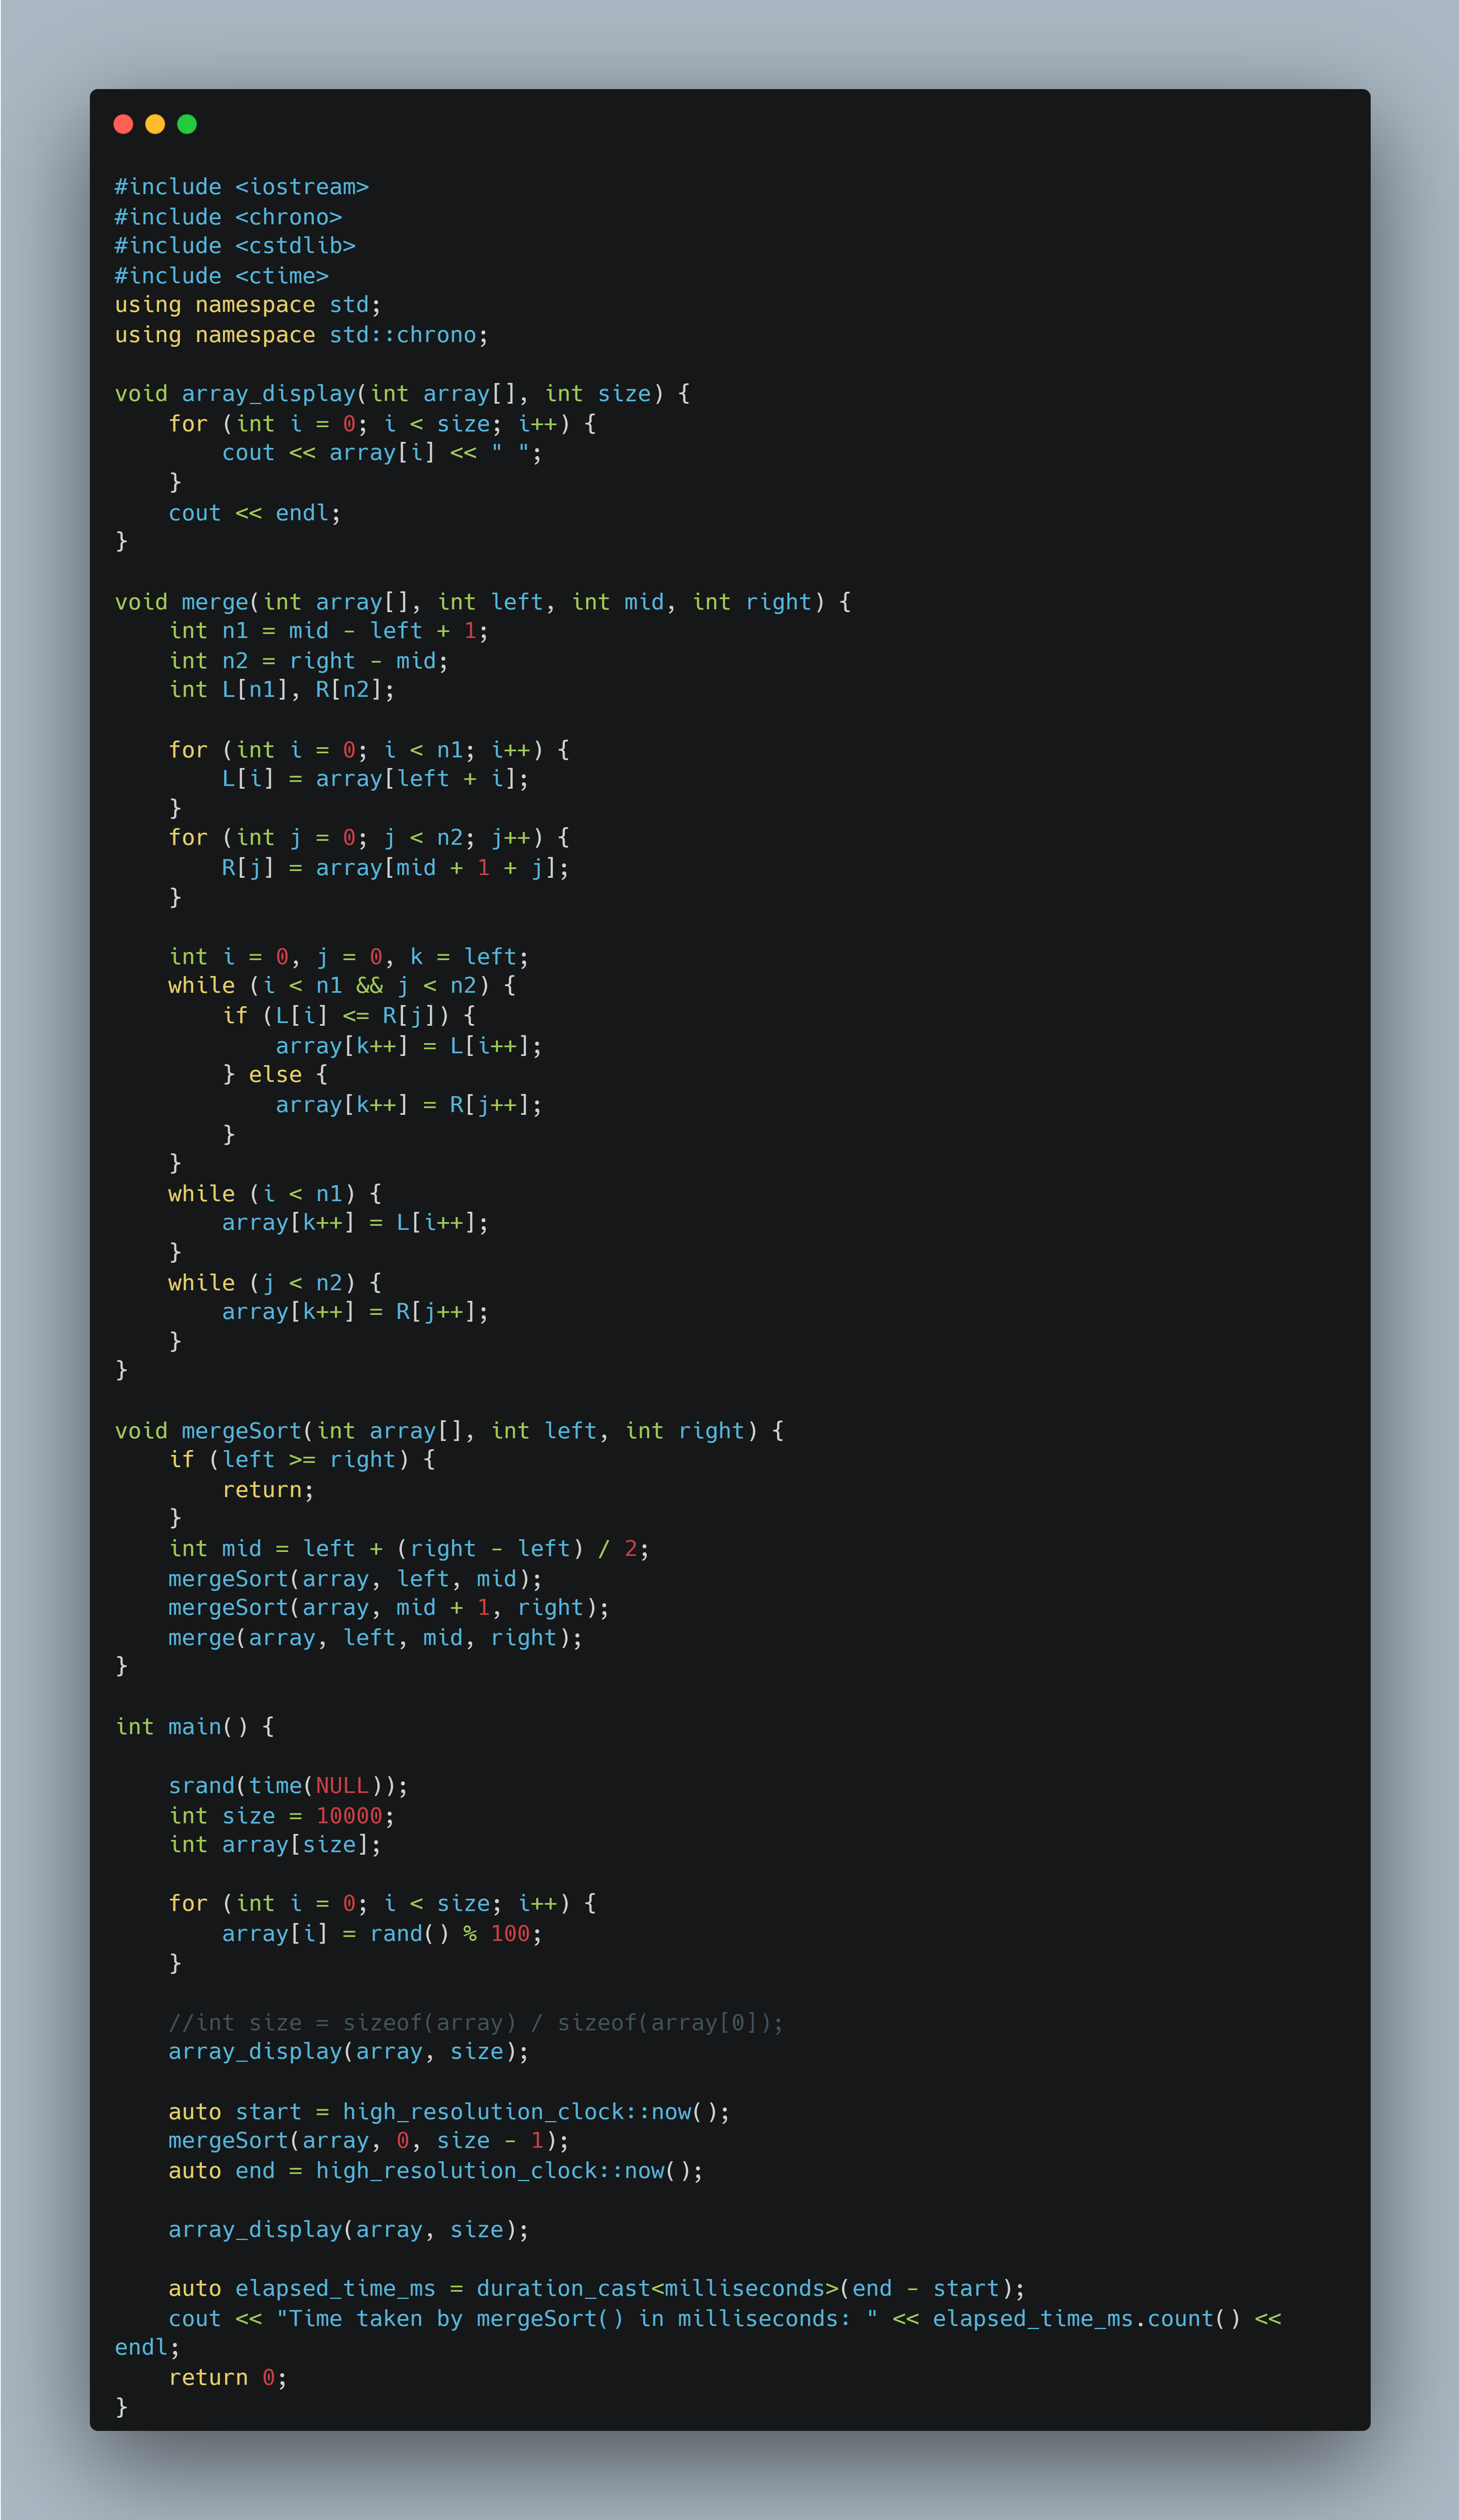 #include <iostream>
#include <chrono>
#include <cstdlib>
#include <ctime>
using namespace std;
using namespace std::chrono;

void array_display(int array[], int size) {
    for (int i = 0; i < size; i++) {
        cout << array[i] << " ";
    }
    cout << endl;
}

void merge(int array[], int left, int mid, int right) {
    int n1 = mid - left + 1;
    int n2 = right - mid;
    int L[n1], R[n2];

    for (int i = 0; i < n1; i++) {
        L[i] = array[left + i];
    }
    for (int j = 0; j < n2; j++) {
        R[j] = array[mid + 1 + j];
    }

    int i = 0, j = 0, k = left;
    while (i < n1 && j < n2) {
        if (L[i] <= R[j]) {
            array[k++] = L[i++];
        } else {
            array[k++] = R[j++];
        }
    }
    while (i < n1) {
        array[k++] = L[i++];
    }
    while (j < n2) {
        array[k++] = R[j++];
    }
}

void mergeSort(int array[], int left, int right) {
    if (left >= right) {
        return;
    }
    int mid = left + (right - left) / 2;
    mergeSort(array, left, mid);
    mergeSort(array, mid + 1, right);
    merge(array, left, mid, right);
}

int main() {

    srand(time(NULL));
    int size = 10000;
    int array[size];

    for (int i = 0; i < size; i++) {
        array[i] = rand() % 100;
    }

    //int size = sizeof(array) / sizeof(array[0]);
    array_display(array, size);

    auto start = high_resolution_clock::now();
    mergeSort(array, 0, size - 1);
    auto end = high_resolution_clock::now();

    array_display(array, size);

    auto elapsed_time_ms = duration_cast<milliseconds>(end - start);
    cout << "Time taken by mergeSort() in milliseconds: " << elapsed_time_ms.count() <<
endl;
    return 0;
}